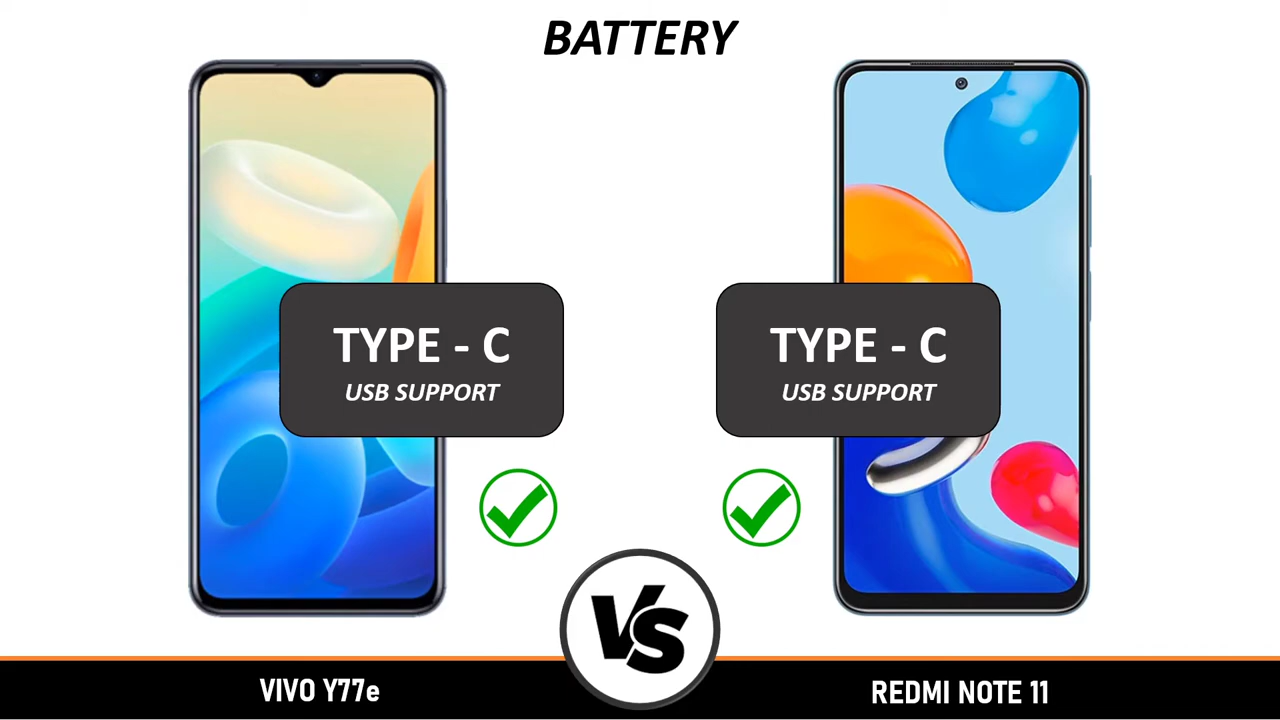 BATTERY
TYPE - C
USB SUPPORT
TYPE - C
USB SUPPORT
VS
VIVO Y77e
REDMI NOTE 11